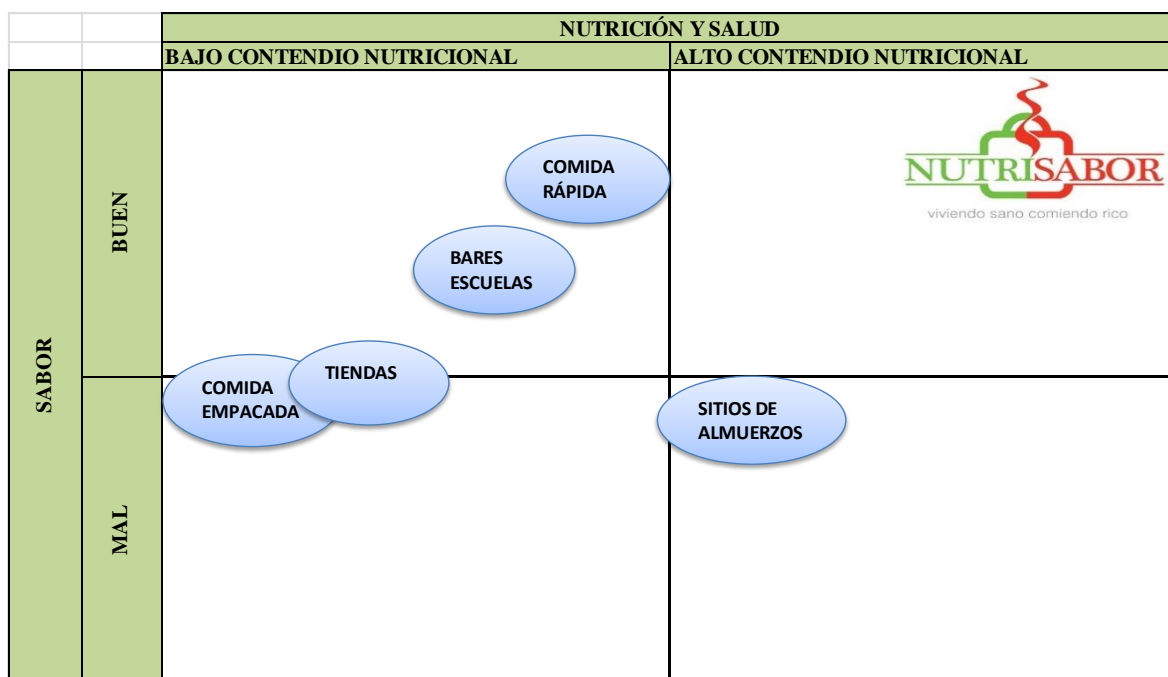 NUTRICIÓN Y SALUD
BAJO CONTENDIO NUTRICIONAL
ALTO CONTENDIO NUTRICIONAL
SABOR
BUEN
MAL
COMIDA
RÁPIDA
BARES
ESCUELAS
TIENDAS
COMIDA
EMPACADA
SITIOS DE
ALMUERZOS
NUTRISABOR
viviendo sano comiendo rico